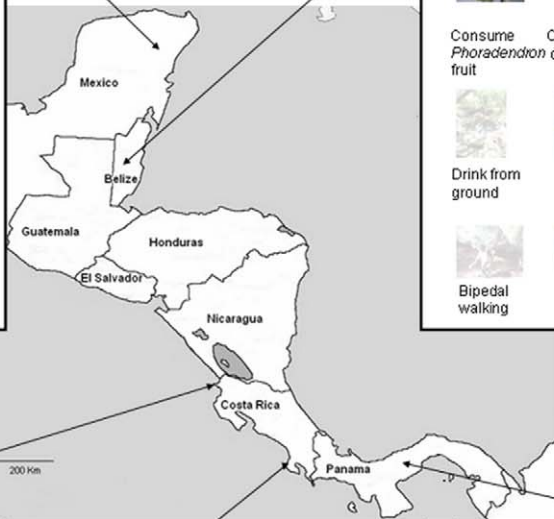 Consume
Phoradendron
fruit
Mexico
Drink from
ground
Belize
Guatemala
Honduras
El Salvador
Bipedal
walking
Nicaragua
Costa Rica
200 Km
Panama